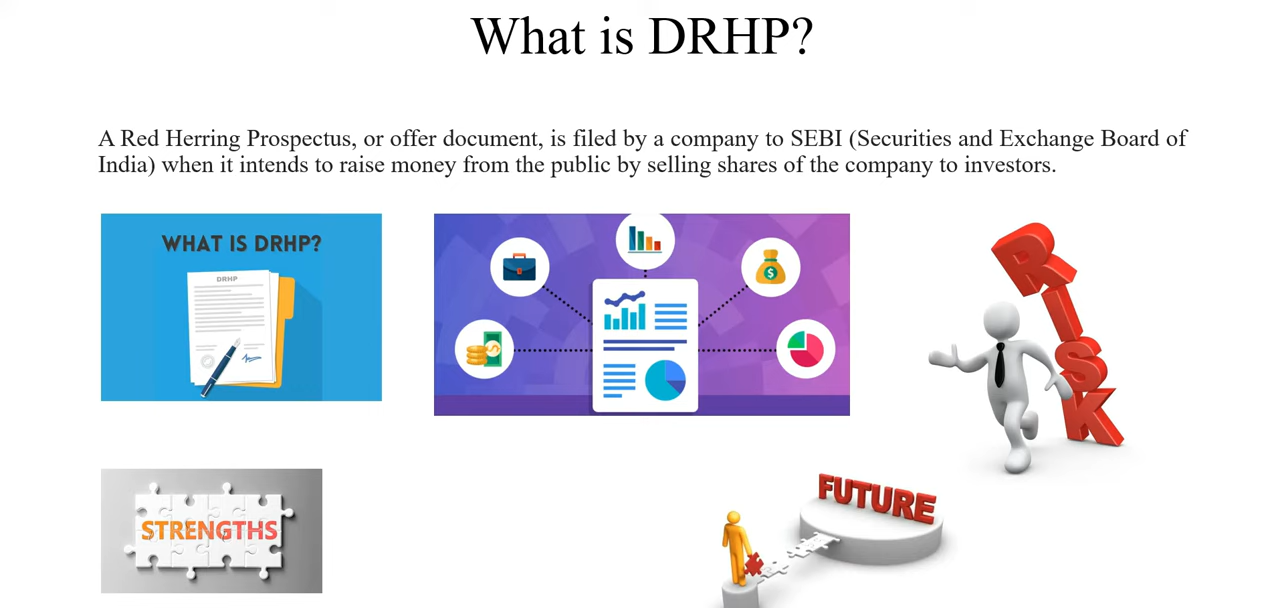 What is DRHP?
A Red Herring Prospectus, or offer document, is filed by a company to SEBI (Securities and Exchange Board of
India) when it intends to raise money from the public by selling shares of the company to investors.
WHAT IS DRHP?
DRHP
RISK
STRENGTHS
FUTURE